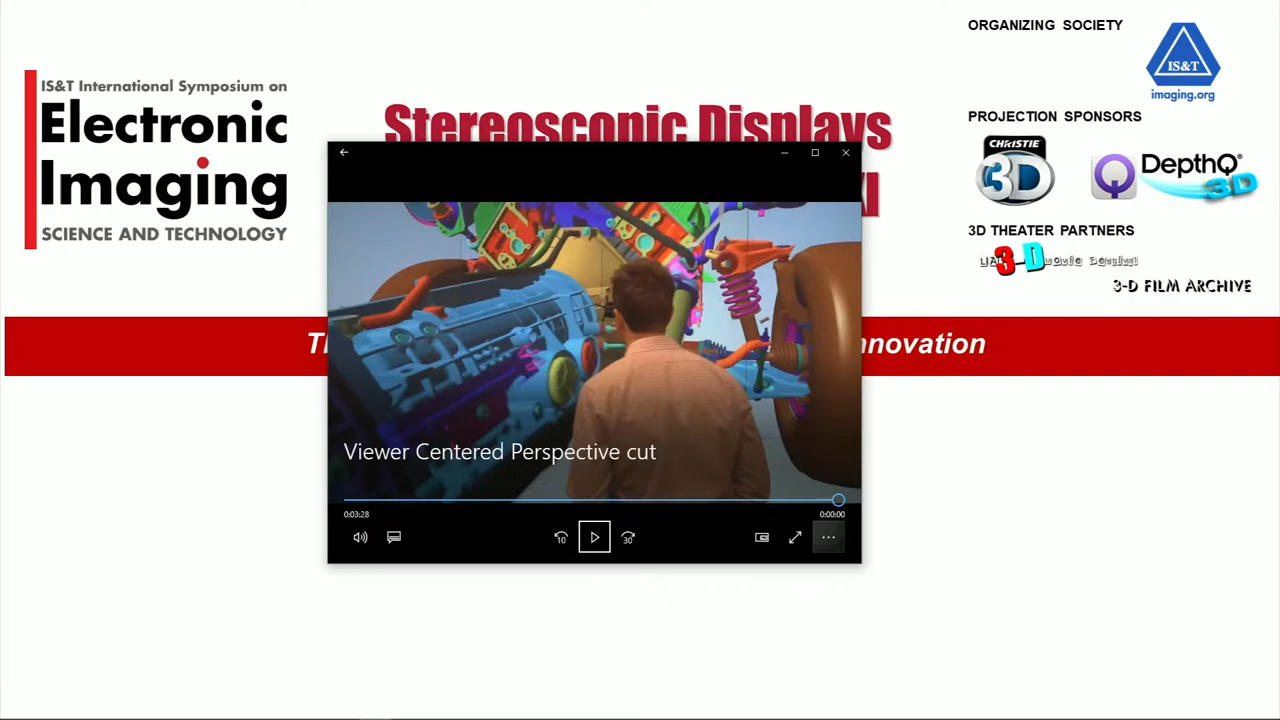 ORGANIZING SOCIETY
IS&T
imaging.org
IS&T International Symposium on
Electronic
Imaging
SCIENCE AND TECHNOLOGY
Stereoscopic Displays
XI
PROJECTION SPONSORS
CHRISTIE
3D
DepthQ®
3D
3D THEATER PARTNERS
3-D
3-D FILM ARCHIVE
nnovation
Viewer Centered Perspective cut
0:03:28
0:00:00
10
30